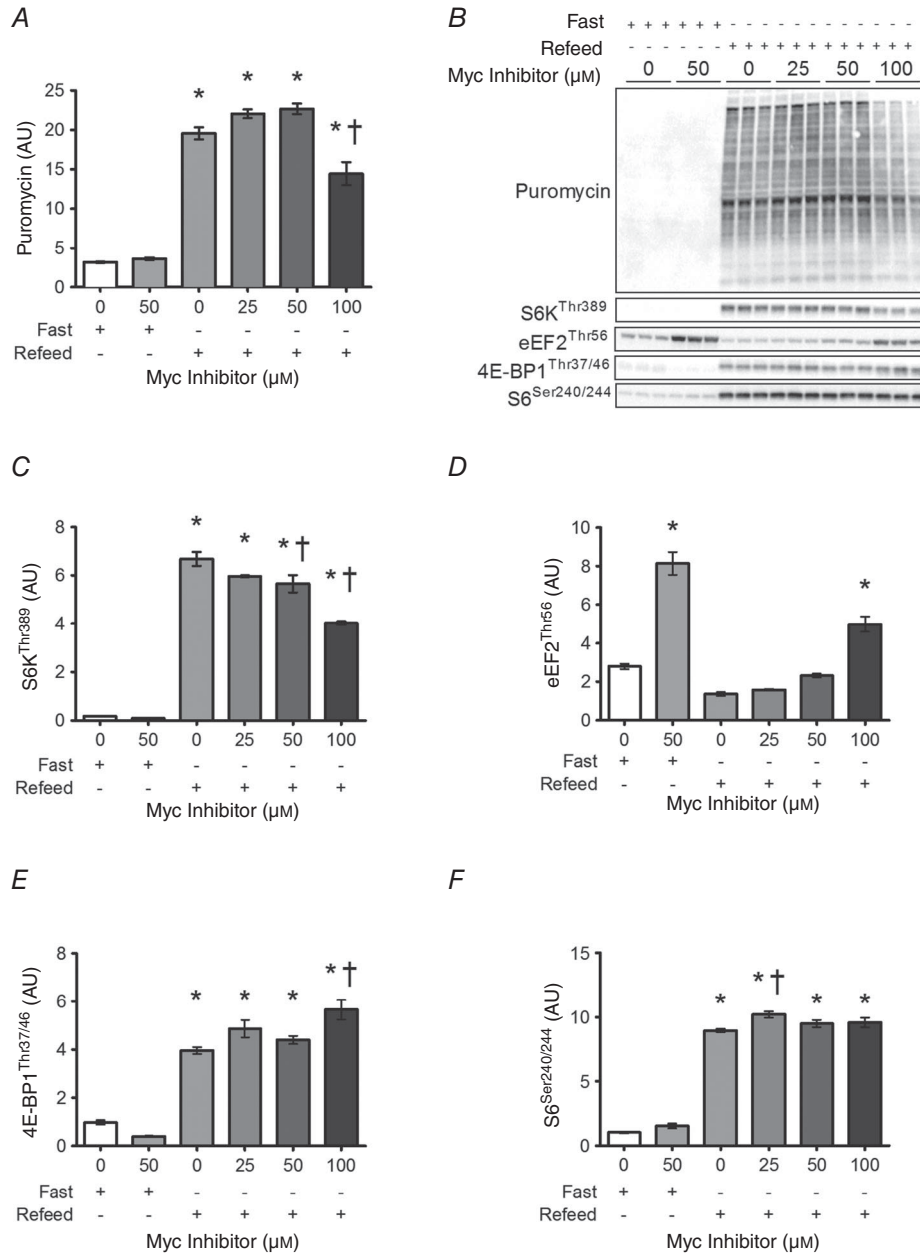 A
Puromycin (AU)
25
20
15
10
5
0
* * * *†
0 50 0 25 50 100
Fast + + - - - -
Refeed - - + + + +
Myc Inhibitor (µM)
B
Fast + + + + + + - - - - - - - - - - - -
Refeed - - - - - - + + + + + + + + + + + +
Myc Inhibitor (µM) 0 50 0 25 50 100
Puromycin
S6K^Thr389
eEF2^Thr56
4E-BP1^Thr37/46
S6^Ser240/244
C
S6K^Thr389 (AU)
8
6
4
2
0
* * *† *†
0 50 0 25 50 100
Fast + + - - - -
Refeed - - + + + +
Myc Inhibitor (µM)
D
eEF2^Thr56 (AU)
10
8
6
4
2
0
* *
0 50 0 25 50 100
Fast + + - - - -
Refeed - - + + + +
Myc Inhibitor (µM)
E
4E-BP1^Thr37/46 (AU)
8
6
4
2
0
* * * *†
0 50 0 25 50 100
Fast + + - - - -
Refeed - - + + + +
Myc Inhibitor (µM)
F
S6^Ser240/244 (AU)
15
10
5
0
* *† * *
0 50 0 25 50 100
Fast + + - - - -
Refeed - - + + + +
Myc Inhibitor (µM)